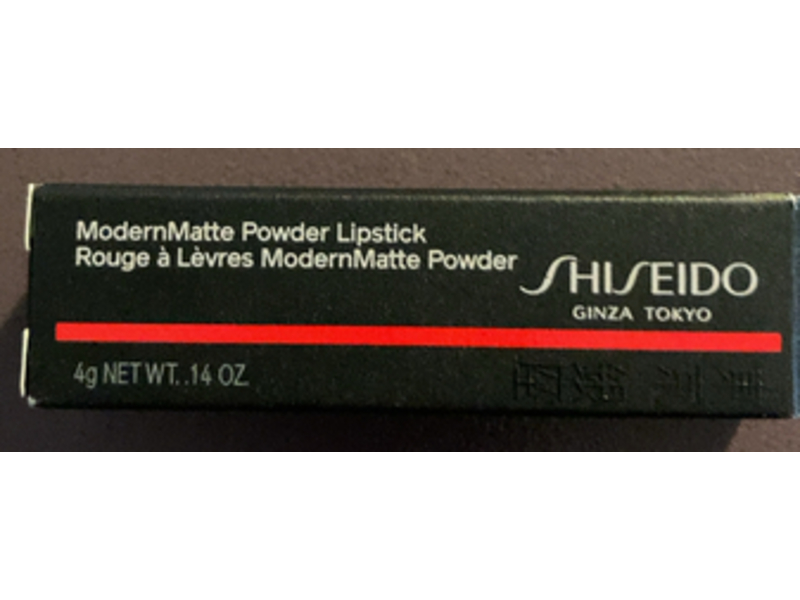 ModernMatte Powder Lipstick
Rouge à Lèvres ModernMatte Powder
SHISEIDO
GINZA TOKYO
4g NET WT. .14 OZ.